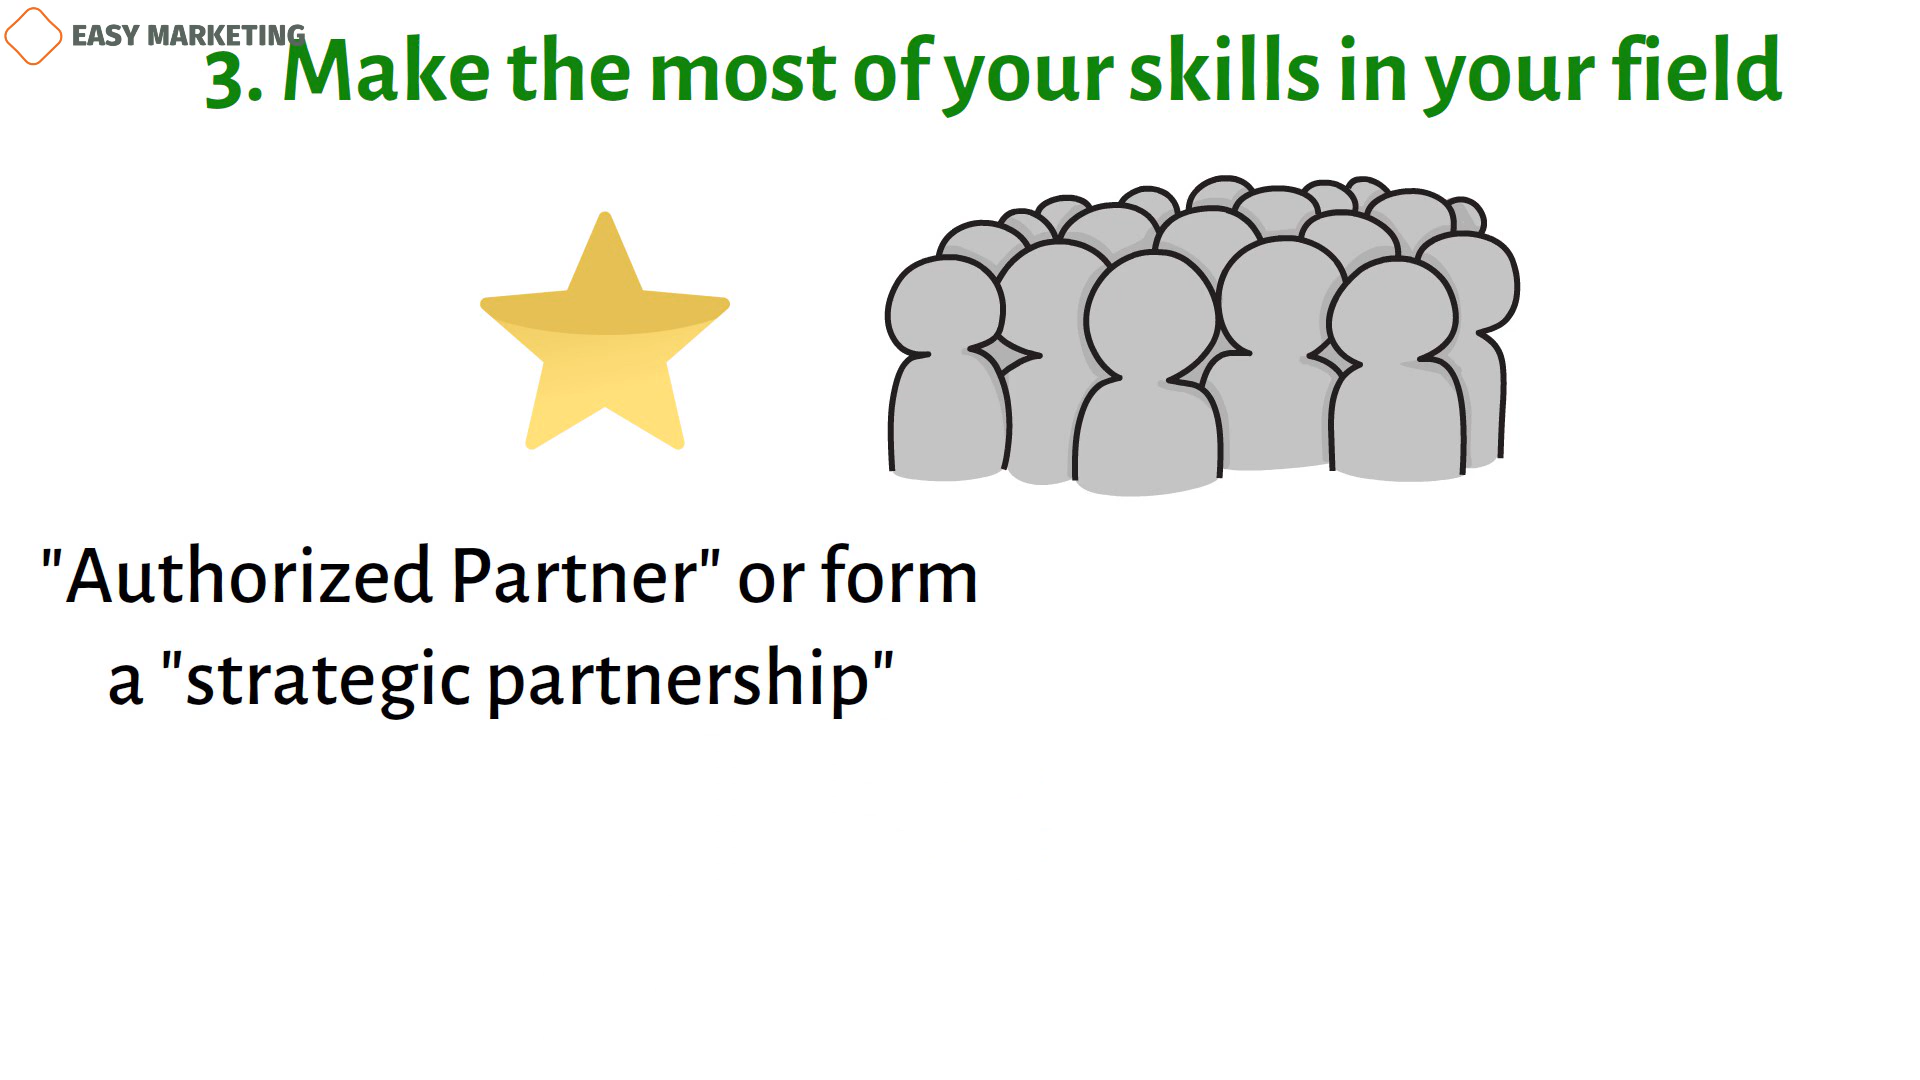 EASY MARKETING
3. Make the most of your skills in your field
"Authorized Partner" or form
a "strategic partnership"